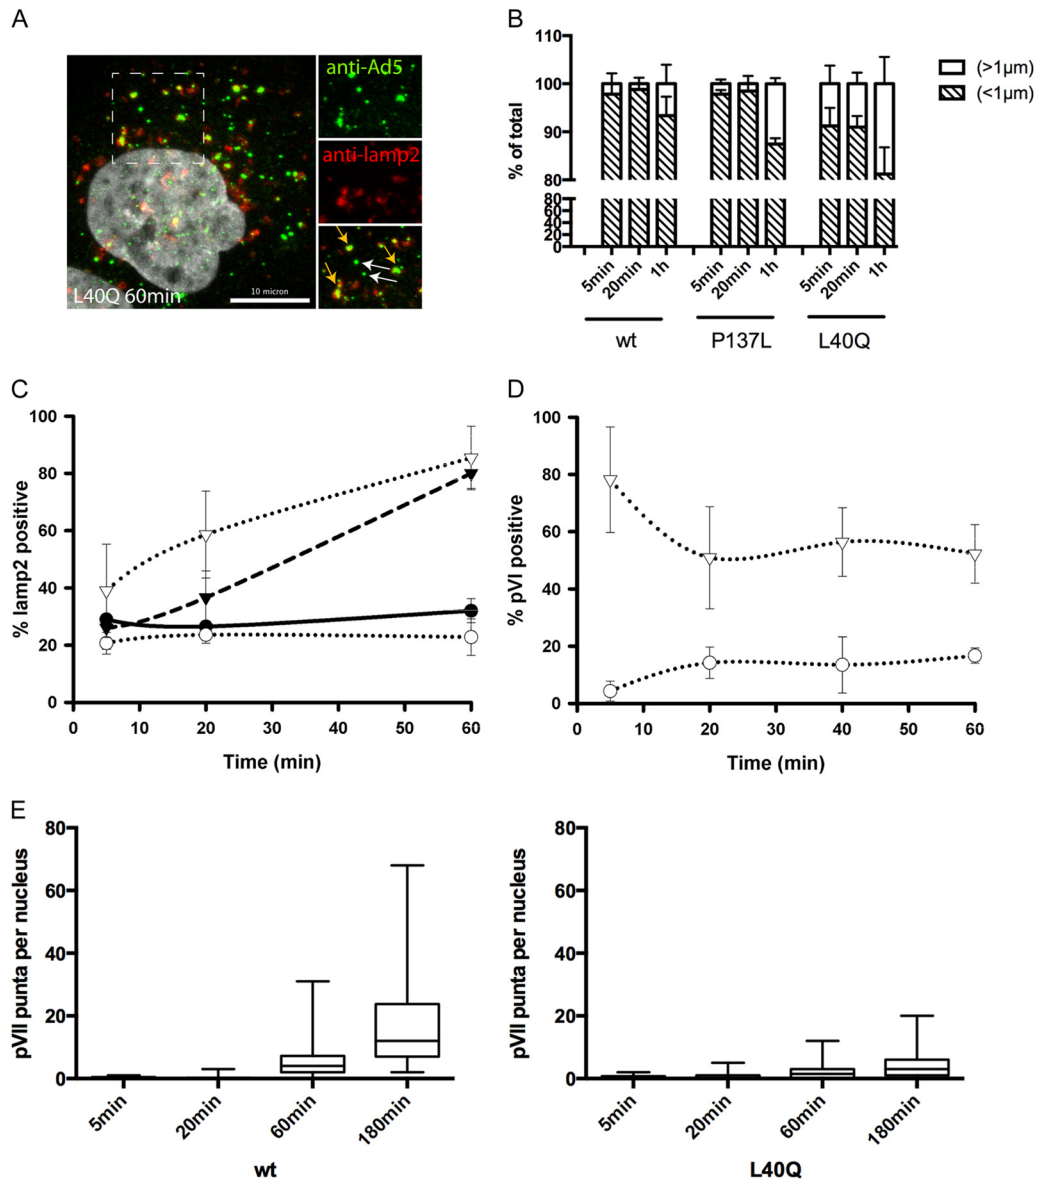 A
anti-Ad5
anti-lamp2
L40Q 60min
10 micron
B
% of total
110
100
90
80
80
60
40
20
0
5min
20min
1h
5min
20min
1h
5min
20min
1h
wt
P137L
L40Q
(>1μm)
(<1μm)
C
% lamp2 positive
100
80
60
40
20
0
0 10 20 30 40 50 60
Time (min)
D
% pVI positive
100
80
60
40
20
0
0 10 20 30 40 50 60
Time (min)
E
pVII punta per nucleus
80
60
40
20
0
5min
20min
60min
180min
wt
pVII punta per nucleus
80
60
40
20
0
5min
20min
60min
180min
L40Q